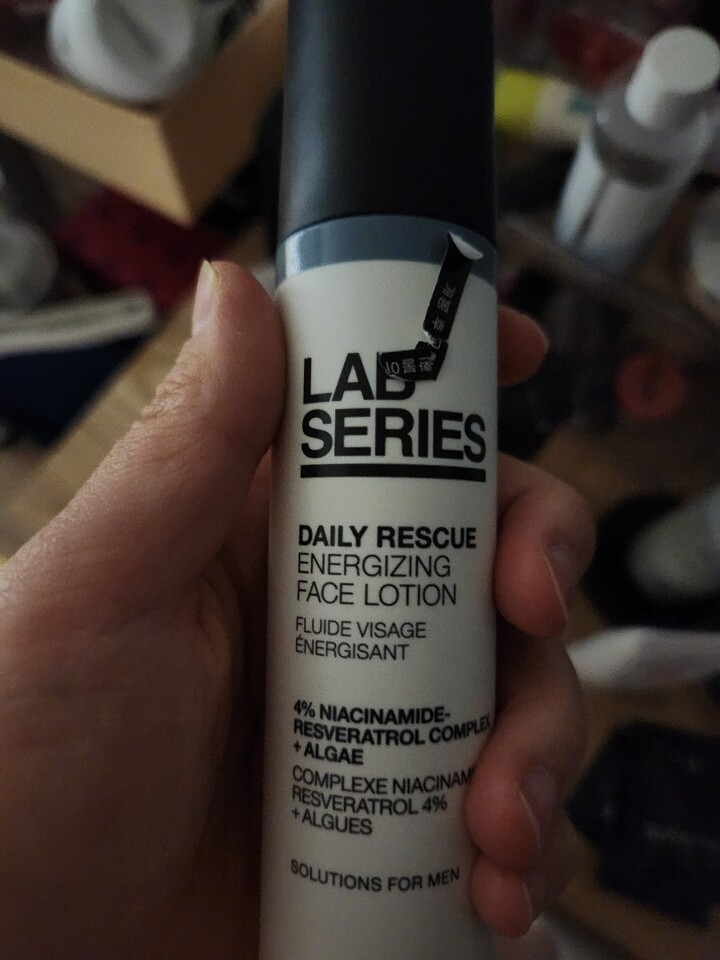 LAB
SERIES
DAILY RESCUE
ENERGIZING
FACE LOTION
FLUIDE VISAGE
ÉNERGISANT
4% NIACINAMIDE-
RESVERATROL COMPLEX
+ ALGAE
COMPLEXE
RESVERATROL 4%
+ ALGUES
SOLUTIONS FOR MEN